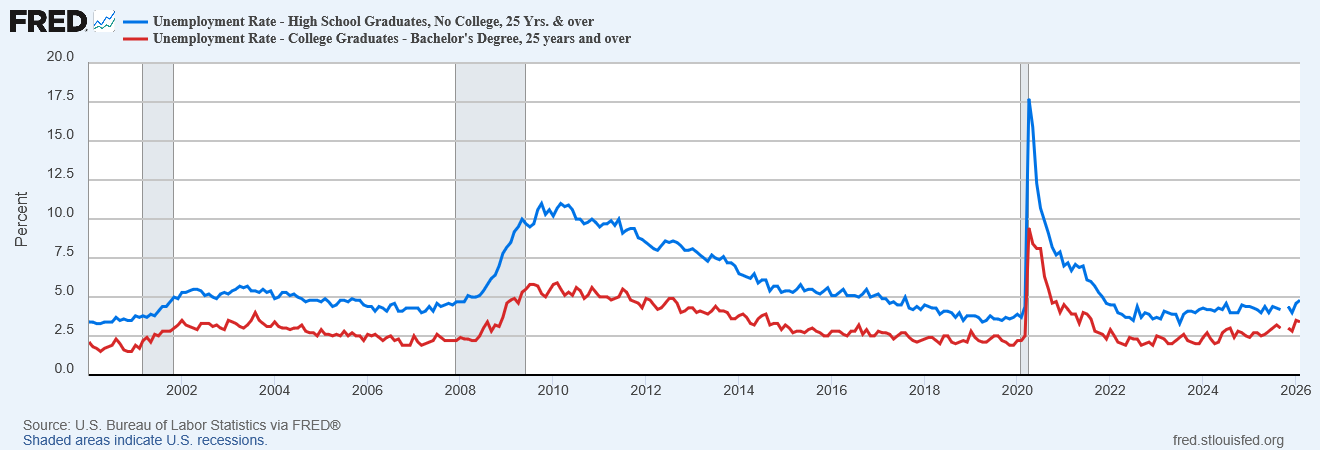 FRED
Unemployment Rate - High School Graduates, No College, 25 Yrs. & over
Unemployment Rate - College Graduates - Bachelor's Degree, 25 years and over
20.0
17.5
15.0
12.5
10.0
7.5
5.0
2.5
0.0
Percent
2002 2004 2006 2008 2010 2012 2014 2016 2018 2020 2022 2024 2026
Source: U.S. Bureau of Labor Statistics via FRED®
Shaded areas indicate U.S. recessions.
fred.stlouisfed.org